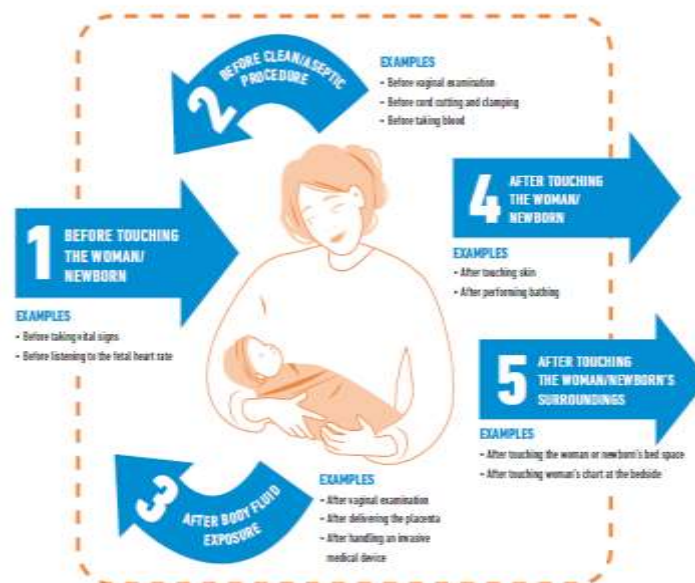 1
BEFORE TOUCHING
THE WOMAN/
NEWBORN
EXAMPLES
- Before taking vital signs
- Before listening to the fetal heart rate
2
BEFORE CLEAN/ASEPTIC
PROCEDURE
EXAMPLES
- Before vaginal examination
- Before cord cutting and clamping
- Before taking blood
3
AFTER BODY FLUID
EXPOSURE
EXAMPLES
- After vaginal examination
- After delivering the placenta
- After handling an invasive
medical device
4
AFTER TOUCHING
THE WOMAN/
NEWBORN
EXAMPLES
- After touching skin
- After performing bathing
5
AFTER TOUCHING
THE WOMAN/NEWBORN'S
SURROUNDINGS
EXAMPLES
- After touching the woman or newborn's bed space
- After touching woman's chart at the bedside